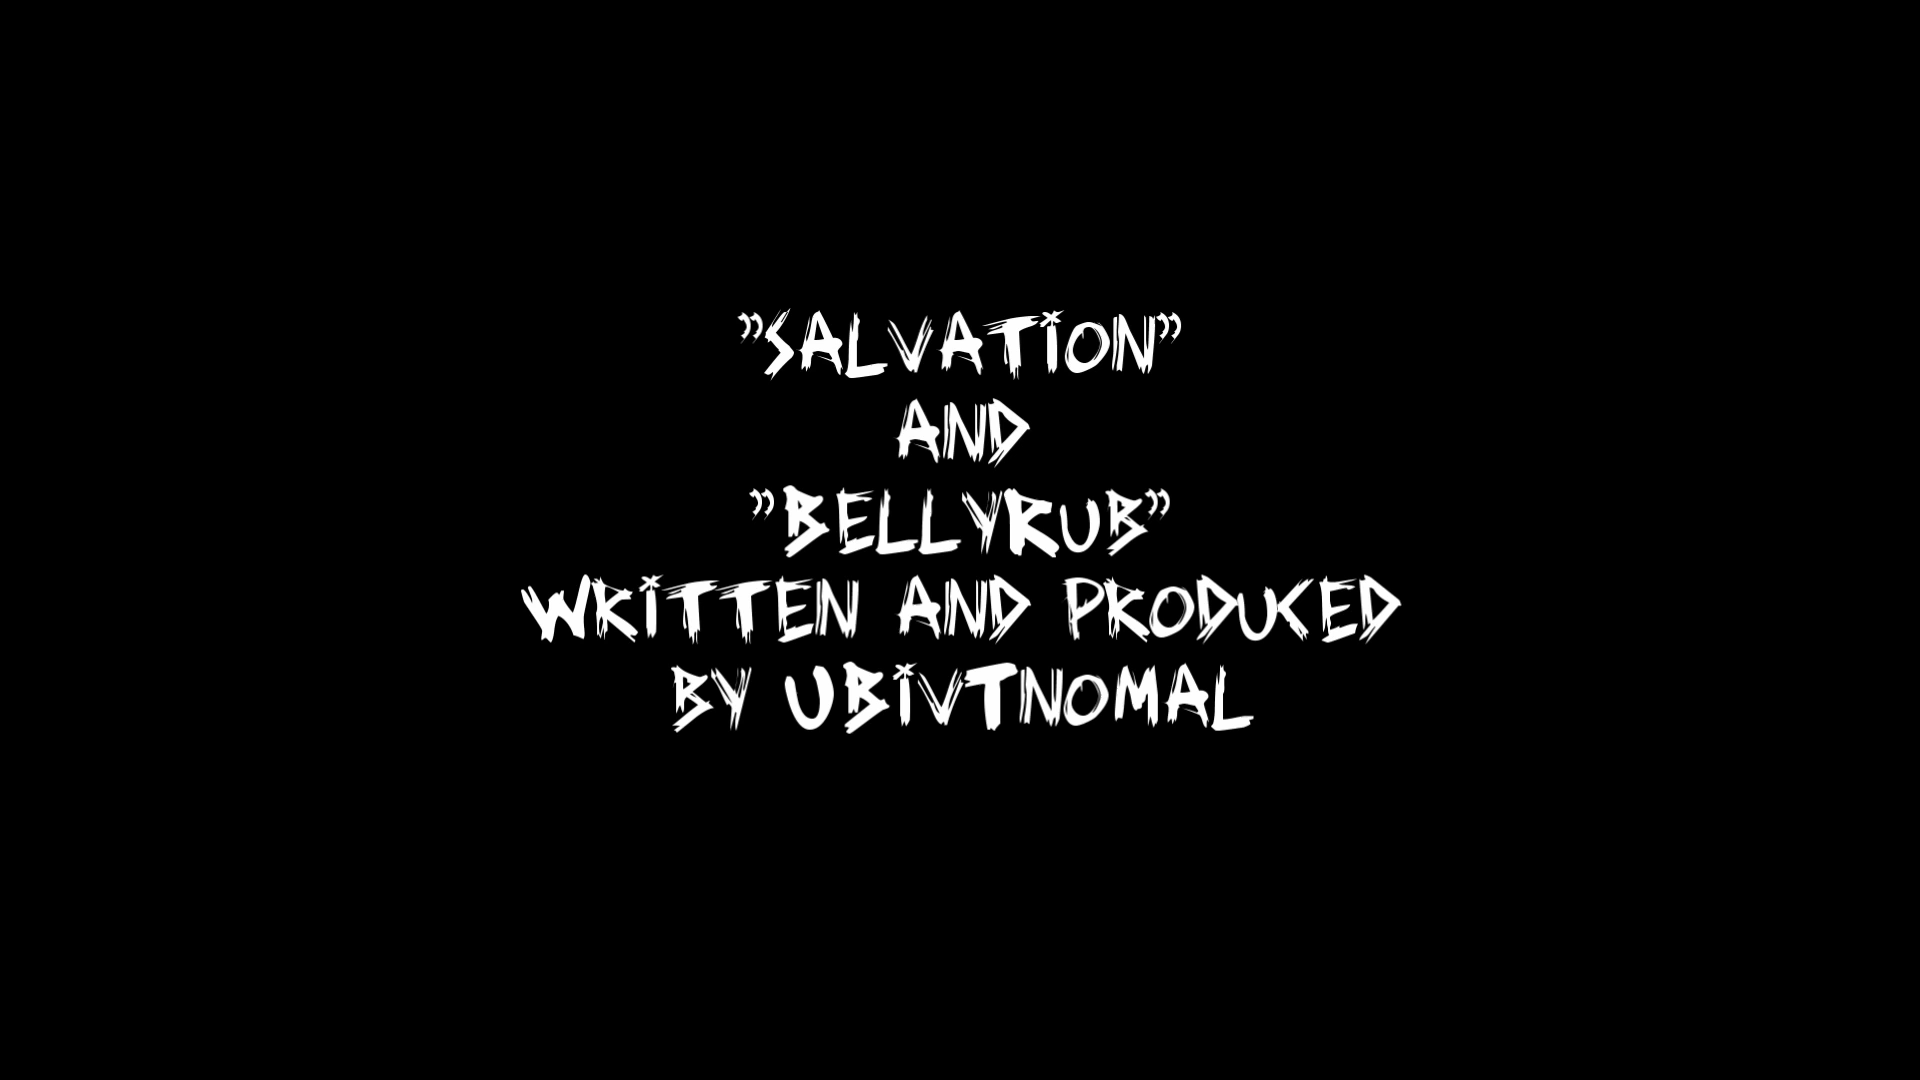 "SALVATiON"
AND
"BELLYRUB"
WRiTTEN AND PRODUCED
BY UBiVTNOMAL